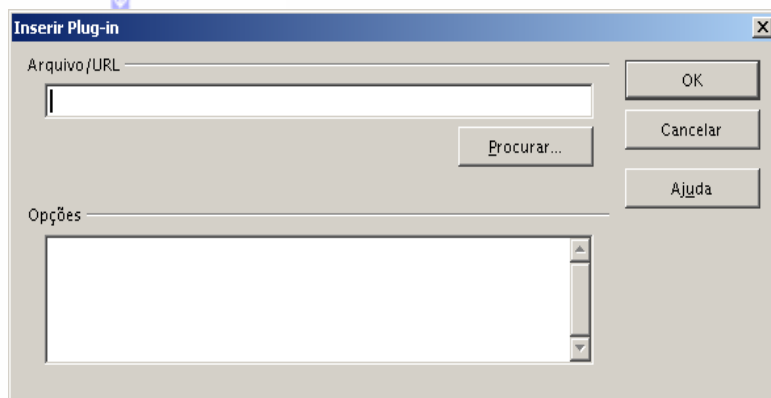 Inserir Plug-in
Arquivo/URL
OK
Procurar...
Cancelar
Ajuda
Opções